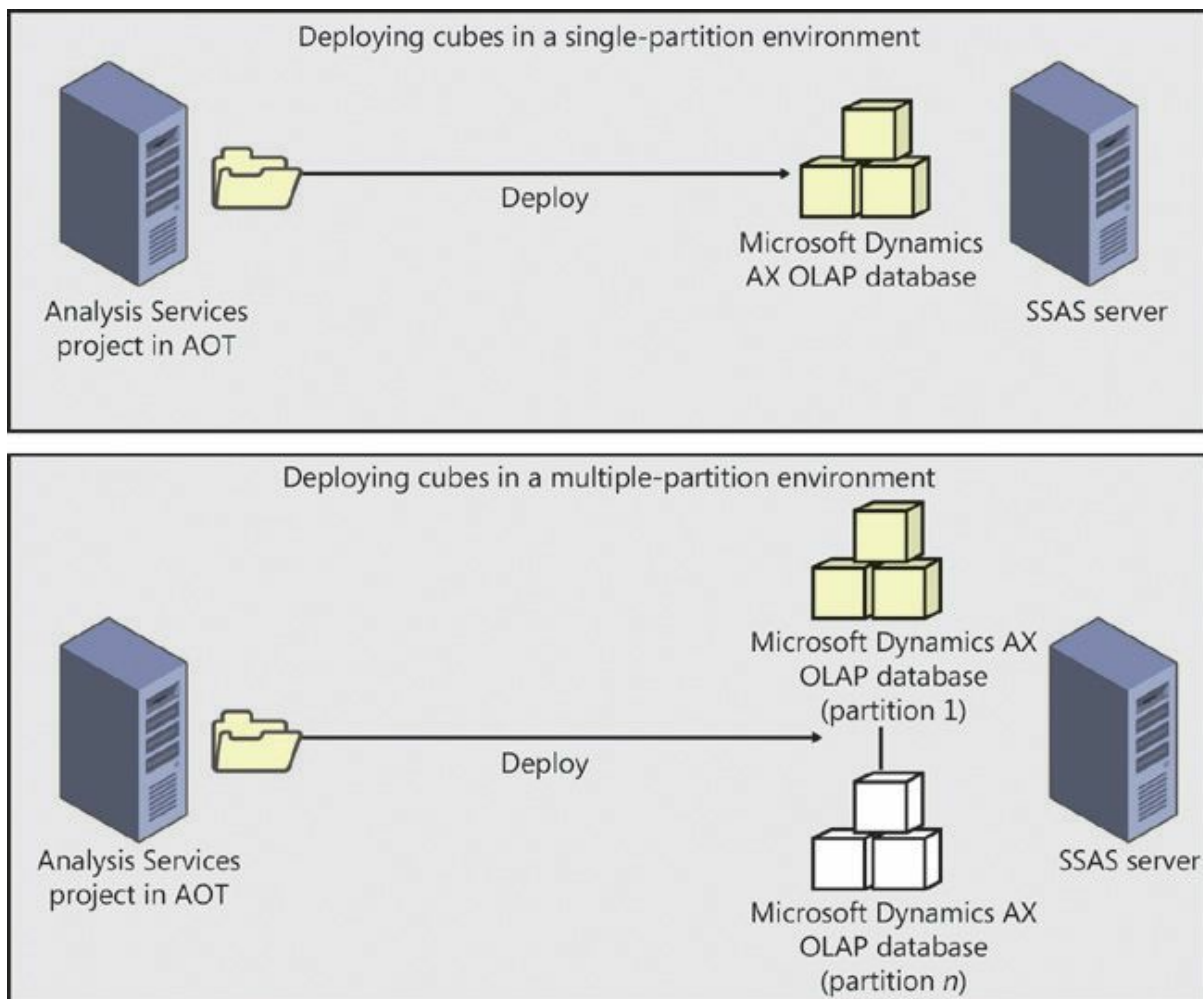 Deploying cubes in a single-partition environment
Deploy
Microsoft Dynamics
AX OLAP database
Analysis Services
project in AOT
SSAS server
Deploying cubes in a multiple-partition environment
Microsoft Dynamics AX
OLAP database
(partition 1)
Deploy
Analysis Services
project in AOT
SSAS server
Microsoft Dynamics AX
OLAP database
(partition n)